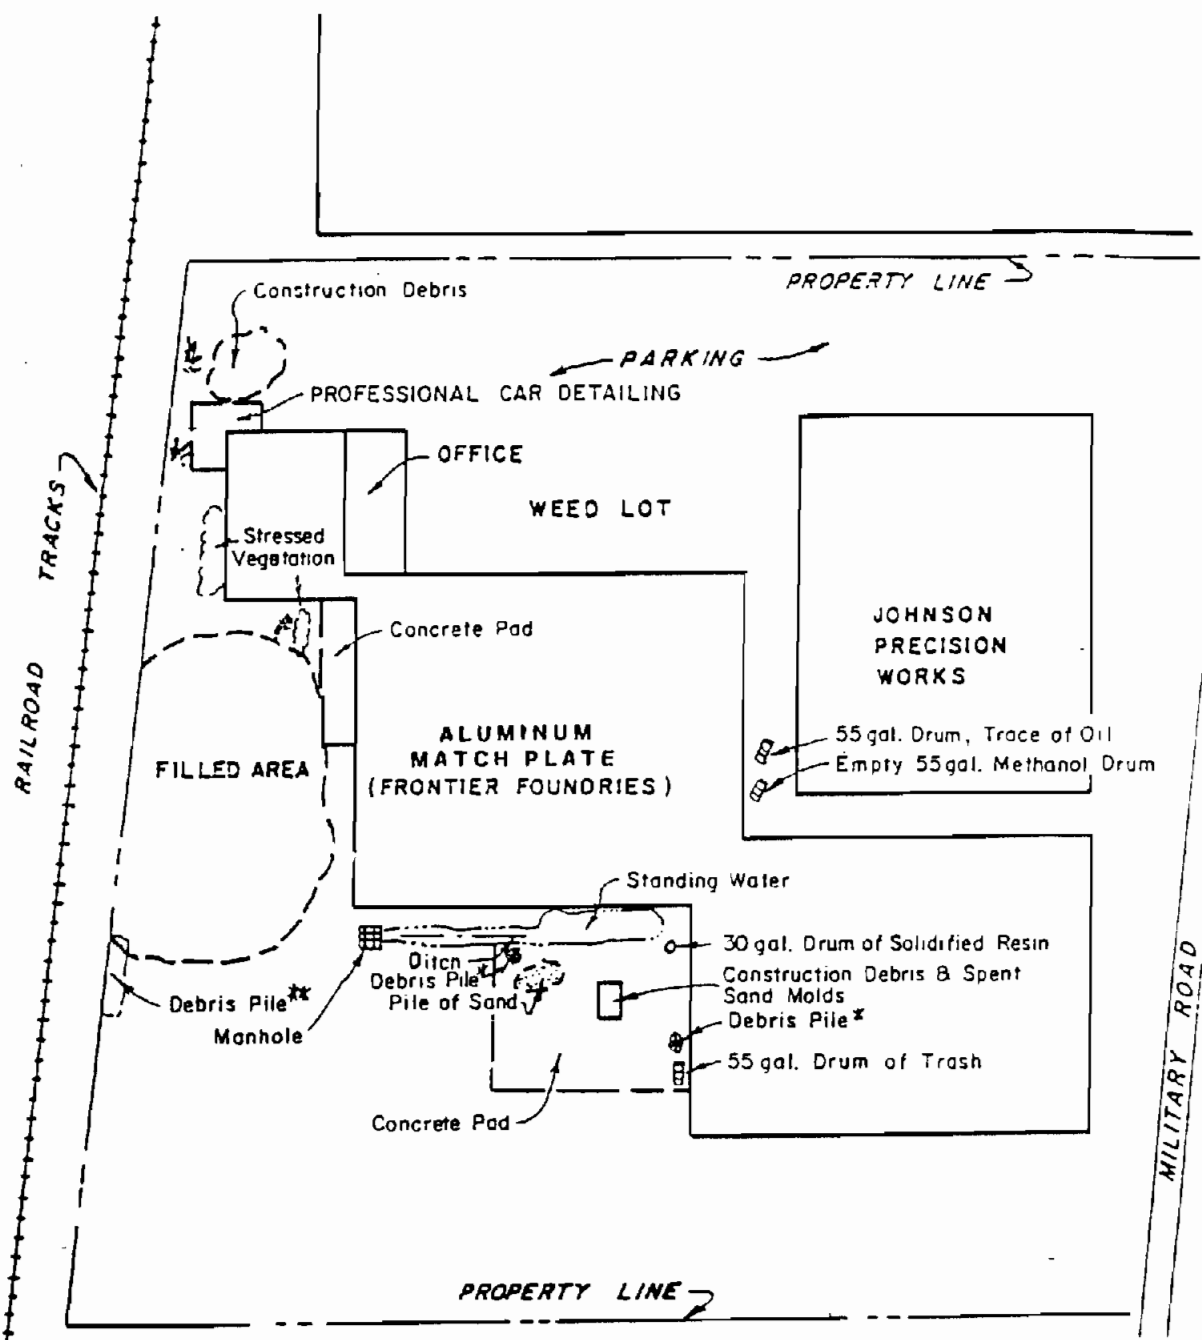 PROPERTY LINE
Construction Debris
PARKING
PROFESSIONAL CAR DETAILING
OFFICE
WEED LOT
RAILROAD TRACKS
Stressed
Vegetation
Concrete Pad
JOHNSON
PRECISION
WORKS
ALUMINUM
MATCH PLATE
(FRONTIER FOUNDRIES)
FILLED AREA
55 gal. Drum, Trace of Oil
Empty 55 gal. Methanol Drum
Standing Water
30 gal. Drum of Solidified Resin
Ditch
Debris Pile*
Pile of Sand
Construction Debris & Spent
Sand Molds
Debris Pile**
Manhole
Debris Pile*
55 gal. Drum of Trash
Concrete Pad
MILITARY ROAD
PROPERTY LINE